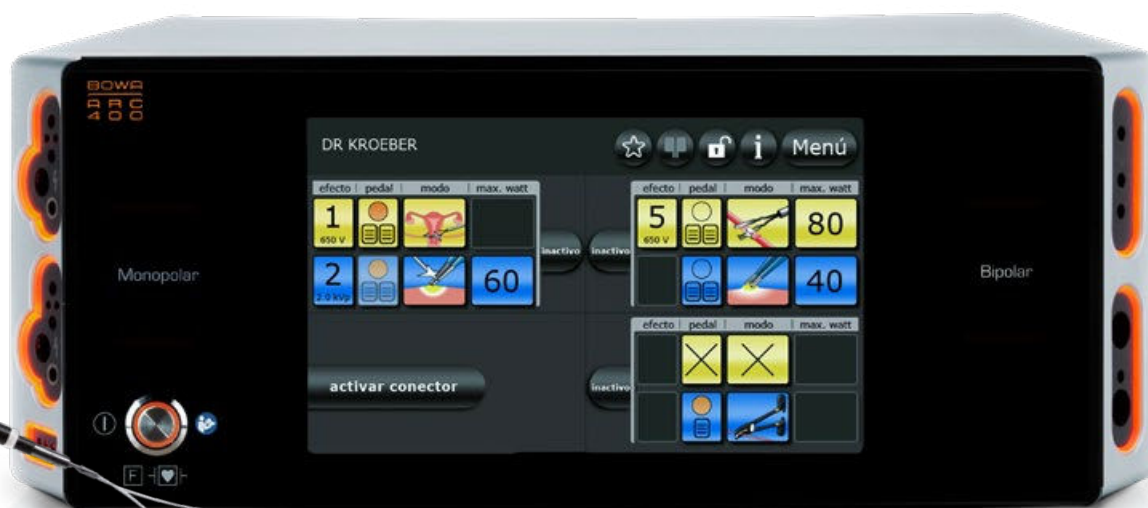 BOWA
ARC
400
DR KROEBER
i
Menú
efecto pedal modo max. watt
1
650 V
2
2.0 kVp
60
inactivo
inactivo
efecto pedal modo max. watt
5
650 V
80
40
Monopolar
Bipolar
activar conector
inactivo
efecto pedal modo max. watt
F